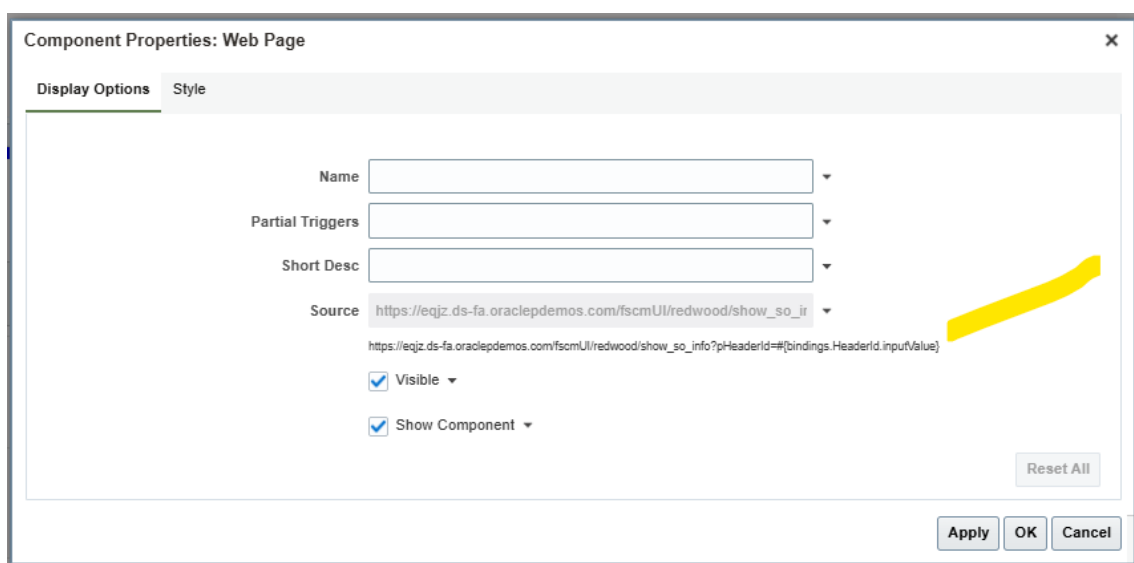 Component Properties: Web Page
Display Options Style
Name
Partial Triggers
Short Desc
Source https://eqjz.ds-fa.oraclepdemos.com/fscmUI/redwood/show_so_ir
https://eqjz.ds-fa.oraclepdemos.com/fscmUI/redwood/show_so_info?pHeaderId=#{bindings.HeaderId.inputValue}
Visible
Show Component
Reset All
Apply OK Cancel